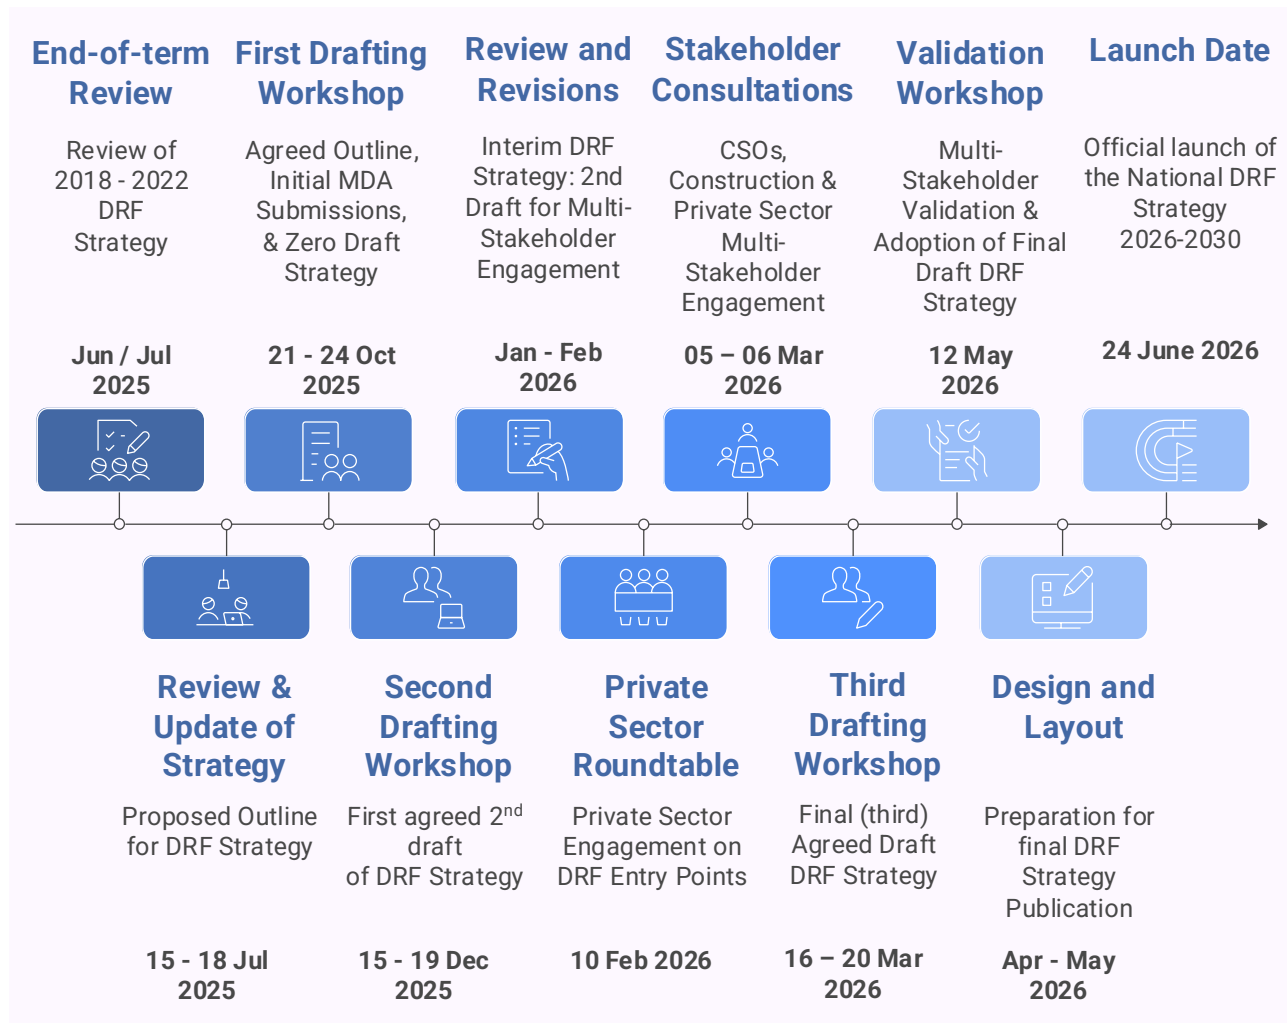 End-of-term
Review
Review of
2018 - 2022
DRF
Strategy
Jun / Jul
2025
First Drafting
Workshop
Agreed Outline,
Initial MDA
Submissions,
& Zero Draft
Strategy
21 - 24 Oct
2025
Review and
Revisions
Interim DRF
Strategy: 2nd
Draft for Multi-
Stakeholder
Engagement
Jan - Feb
2026
Stakeholder
Consultations
CSOs,
Construction &
Private Sector
Multi-
Stakeholder
Engagement
05 – 06 Mar
2026
Validation
Workshop
Multi-
Stakeholder
Validation &
Adoption of Final
Draft DRF
Strategy
12 May
2026
Launch Date
Official launch of
the National DRF
Strategy
2026-2030
24 June 2026
Review &
Update of
Strategy
Proposed Outline
for DRF Strategy
15 - 18 Jul
2025
Second
Drafting
Workshop
First agreed 2nd
draft
of DRF Strategy
15 - 19 Dec
2025
Private
Sector
Roundtable
Private Sector
Engagement on
DRF Entry Points
10 Feb 2026
Third
Drafting
Workshop
Final (third)
Agreed Draft
DRF Strategy
16 – 20 Mar
2026
Design and
Layout
Preparation for
final DRF
Strategy
Publication
Apr - May
2026